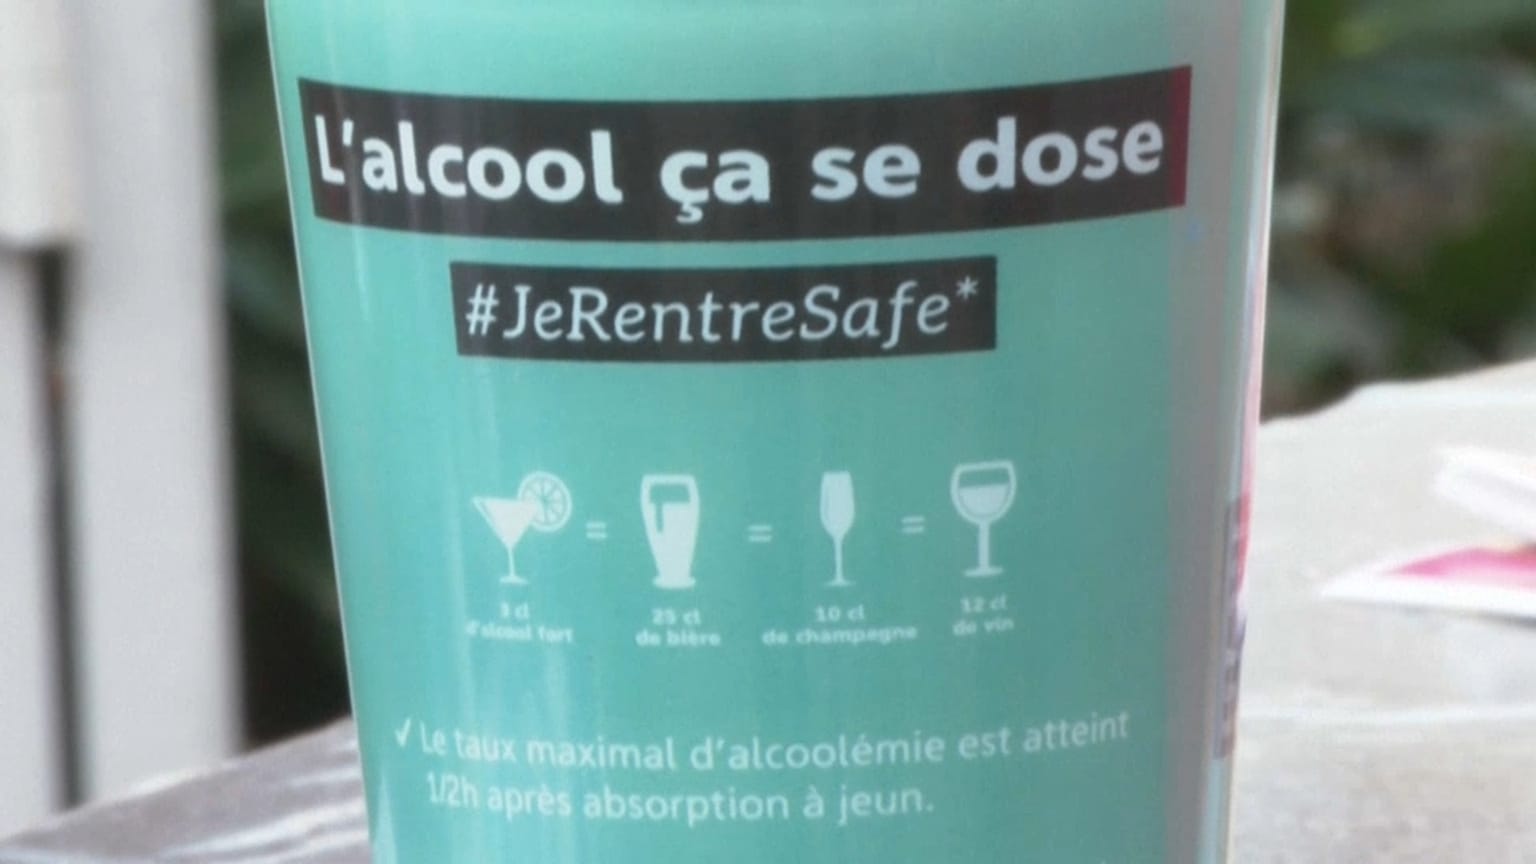 L'alcool ça se dose
#JeRentreSafe*
= = =
3 cl
d'alcool fort
25 cl
de bière
10 cl
de champagne
12 cl
de vin
✓ Le taux maximal d'alcoolémie est atteint
1/2h après absorption à jeun.